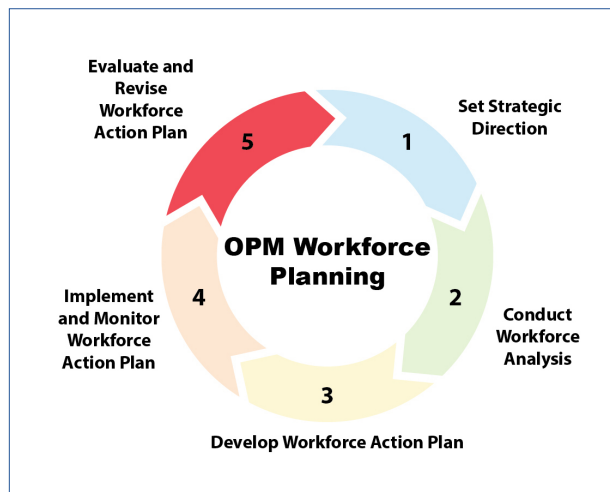 OPM Workforce
Planning
1
Set Strategic
Direction
2
Conduct
Workforce
Analysis
3
Develop Workforce Action Plan
4
Implement
and Monitor
Workforce
Action Plan
5
Evaluate and
Revise
Workforce
Action Plan